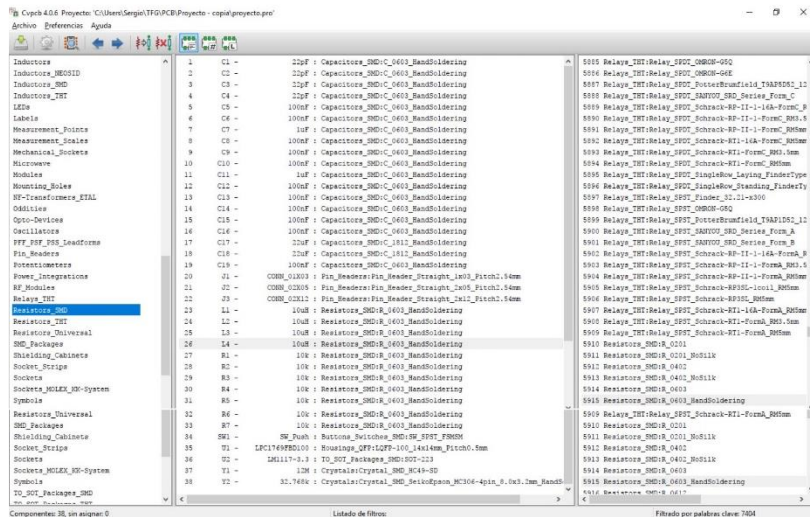 Cvpcb 4.0.6 Proyecto: 'C:\Users\Sergio\TFG\PCB\Proyecto - copia\proyecto.pro'
Archivo Preferencias Ayuda
Inductors
Inductors_NEOSID
Inductors_SMD
Inductors_THT
LEDs
Labels
Measurement_Points
Measurement_Scales
Mechanical_Sockets
Microwave
Modules
Mounting_Holes
NF-Transformers_ETAL
Oddities
Opto-Devices
Oscillators
PFF_PSF_PSS_Leadforms
Pin_Headers
Potentiometers
Power_Integrations
RF_Modules
Relays_THT
Resistors_SMD
Resistors_THT
Resistors_Universal
SMD_Packages
Shielding_Cabinets
Socket_Strips
Sockets
Sockets_MOLEX_KK-System
Symbols
Resistors_Universal
SMD_Packages
Shielding_Cabinets
Socket_Strips
Sockets
Sockets_MOLEX_KK-System
Symbols
TO_SOT_Packages_SMD
1 C1 - 22pF : Capacitors_SMD:C_0603_HandSoldering
2 C2 - 22pF : Capacitors_SMD:C_0603_HandSoldering
3 C3 - 22pF : Capacitors_SMD:C_0603_HandSoldering
4 C4 - 22pF : Capacitors_SMD:C_0603_HandSoldering
5 C5 - 100nF : Capacitors_SMD:C_0603_HandSoldering
6 C6 - 100nF : Capacitors_SMD:C_0603_HandSoldering
7 C7 - 1uF : Capacitors_SMD:C_0603_HandSoldering
8 C8 - 100nF : Capacitors_SMD:C_0603_HandSoldering
9 C9 - 100nF : Capacitors_SMD:C_0603_HandSoldering
10 C10 - 100nF : Capacitors_SMD:C_0603_HandSoldering
11 C11 - 1uF : Capacitors_SMD:C_0603_HandSoldering
12 C12 - 100nF : Capacitors_SMD:C_0603_HandSoldering
13 C13 - 100nF : Capacitors_SMD:C_0603_HandSoldering
14 C14 - 100nF : Capacitors_SMD:C_0603_HandSoldering
15 C15 - 100nF : Capacitors_SMD:C_0603_HandSoldering
16 C16 - 100nF : Capacitors_SMD:C_0603_HandSoldering
17 C17 - 22uF : Capacitors_SMD:C_1812_HandSoldering
18 C18 - 22uF : Capacitors_SMD:C_1812_HandSoldering
19 C19 - 100nF : Capacitors_SMD:C_0603_HandSoldering
20 J1 - CONN_01X03 : Pin_Headers:Pin_Header_Straight_1x03_Pitch2.54mm
21 J2 - CONN_02X05 : Pin_Headers:Pin_Header_Straight_2x05_Pitch2.54mm
22 J3 - CONN_02X12 : Pin_Headers:Pin_Header_Straight_2x12_Pitch2.54mm
23 L1 - 10uH : Resistors_SMD:R_0603_HandSoldering
24 L2 - 10uH : Resistors_SMD:R_0603_HandSoldering
25 L3 - 10uH : Resistors_SMD:R_0603_HandSoldering
26 L4 - 10uH : Resistors_SMD:R_0603_HandSoldering
27 R1 - 10k : Resistors_SMD:R_0603_HandSoldering
28 R2 - 10k : Resistors_SMD:R_0603_HandSoldering
29 R3 - 10k : Resistors_SMD:R_0603_HandSoldering
30 R4 - 10k : Resistors_SMD:R_0603_HandSoldering
31 R5 - 10k : Resistors_SMD:R_0603_HandSoldering
32 R6 - 10k : Resistors_SMD:R_0603_HandSoldering
33 R7 - 10k : Resistors_SMD:R_0603_HandSoldering
34 SW1 - SW_Push : Buttons_Switches_SMD:SW_SPST_FSMSM
35 U1 - LPC1769FBD100 : Housings_QFP:LQFP-100_14x14mm_Pitch0.5mm
36 U2 - LM1117-3.3 : TO_SOT_Packages_SMD:SOT-223
37 Y1 - 12M : Crystals:Crystal_SMD_HC49-SD
38 Y2 - 32.768k : Crystals:Crystal_SMD_SeikoEpson_MC306-4pin_8.0x3.2mm_HandS
5885 Relays_THT:Relay_SPDT_OMRON-G5Q
5886 Relays_THT:Relay_SPDT_OMRON-G6E
5887 Relays_THT:Relay_SPDT_PotterBrumfield_T9AP5D52_12
5888 Relays_THT:Relay_SPDT_SANYOU_SRD_Series_Form_C
5889 Relays_THT:Relay_SPDT_Schrack-RP-II-1-16A-FormC_R
5890 Relays_THT:Relay_SPDT_Schrack-RP-II-1-FormC_RM3.5
5891 Relays_THT:Relay_SPDT_Schrack-RP-II-1-FormC_RM5mm
5892 Relays_THT:Relay_SPDT_Schrack-RT1-16A-FormC_RM5mm
5893 Relays_THT:Relay_SPDT_Schrack-RT1-FormC_RM3.5mm
5894 Relays_THT:Relay_SPDT_Schrack-RT1-FormC_RM5mm
5895 Relays_THT:Relay_SPDT_SingleRow_Laying_FinderType
5896 Relays_THT:Relay_SPDT_SingleRow_Standing_FinderTy
5897 Relays_THT:Relay_SPST_Finder_32.21-x300
5898 Relays_THT:Relay_SPST_OMRON-G5Q
5899 Relays_THT:Relay_SPST_PotterBrumfield_T9AP1D52_12
5900 Relays_THT:Relay_SPST_SANYOU_SRD_Series_Form_A
5901 Relays_THT:Relay_SPST_SANYOU_SRD_Series_Form_B
5902 Relays_THT:Relay_SPST_Schrack-RP-II-1-16A-FormA_R
5903 Relays_THT:Relay_SPST_Schrack-RP-II-1-FormA_RM3.5
5904 Relays_THT:Relay_SPST_Schrack-RP-II-1-FormA_RM5mm
5905 Relays_THT:Relay_SPST_Schrack-RP3SL-1coil_RM5mm
5906 Relays_THT:Relay_SPST_Schrack-RP3SL_RM5mm
5907 Relays_THT:Relay_SPST_Schrack-RT1-16A-FormA_RM5mm
5908 Relays_THT:Relay_SPST_Schrack-RT1-FormA_RM3.5mm
5909 Relays_THT:Relay_SPST_Schrack-RT1-FormA_RM5mm
5910 Resistors_SMD:R_0201
5911 Resistors_SMD:R_0201_NoSilk
5912 Resistors_SMD:R_0402
5913 Resistors_SMD:R_0402_NoSilk
5914 Resistors_SMD:R_0603
5915 Resistors_SMD:R_0603_HandSoldering
5909 Relays_THT:Relay_SPST_Schrack-RT1-FormA_RM5mm
5910 Resistors_SMD:R_0201
5911 Resistors_SMD:R_0201_NoSilk
5912 Resistors_SMD:R_0402
5913 Resistors_SMD:R_0402_NoSilk
5914 Resistors_SMD:R_0603
5915 Resistors_SMD:R_0603_HandSoldering
5916 Resistors_SMD:R_0612
Componentes: 38, sin asignar: 0
Listado de filtros:
Filtrado por palabras clave: 7404